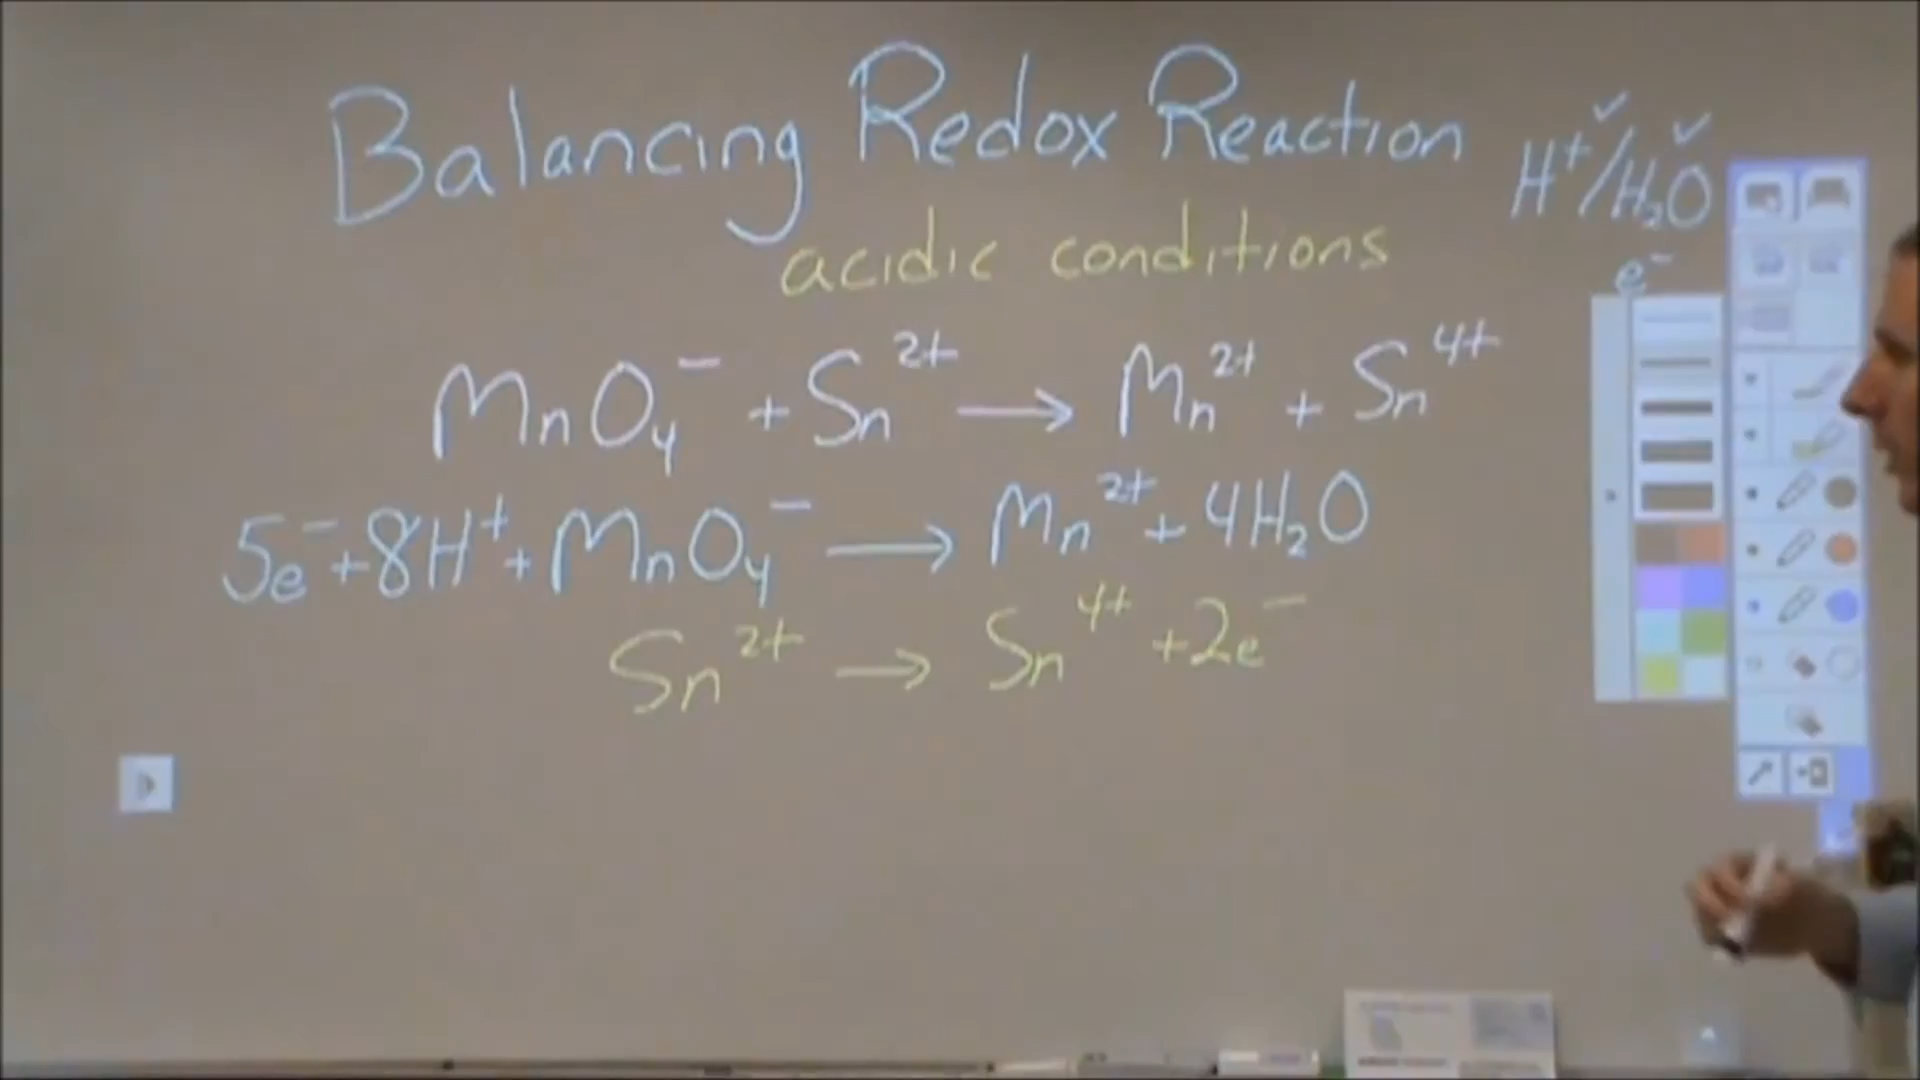 Balancing Redox Reaction
H⁺/H₂O
acidic conditions
e⁻
MnO₄⁻ + Sn²⁺ → Mn²⁺ + Sn⁴⁺
5e⁻+8H⁺+MnO₄⁻ → Mn²⁺+4H₂O
Sn²⁺ → Sn⁴⁺ +2e⁻